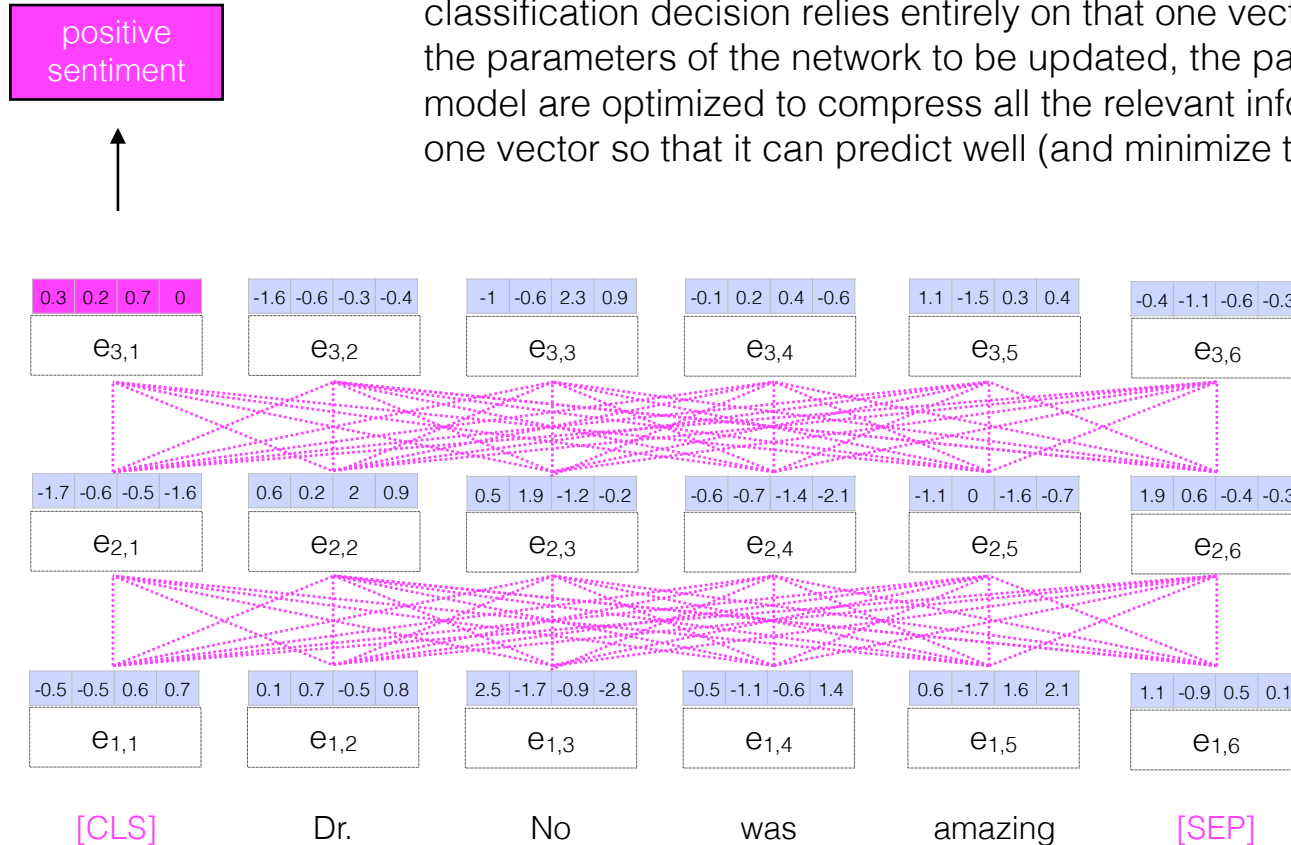 positive
sentiment
classification decision relies entirely on that one
the parameters of the network to be updated, the
model are optimized to compress all the relevant
one vector so that it can predict well (and minimize
0.3 0.2 0.7 0 -1.6 -0.6 -0.3 -0.4 -1 -0.6 2.3 0.9 -0.1 0.2 0.4 -0.6 1.1 -1.5 0.3 0.4 -0.4 -1.1 -0.6 -0.3
e3,1 e3,2 e3,3 e3,4 e3,5 e3,6
-1.7 -0.6 -0.5 -1.6 0.6 0.2 2 0.9 0.5 1.9 -1.2 -0.2 -0.6 -0.7 -1.4 -2.1 -1.1 0 -1.6 -0.7 1.9 0.6 -0.4 -0.3
e2,1 e2,2 e2,3 e2,4 e2,5 e2,6
-0.5 -0.5 0.6 0.7 0.1 0.7 -0.5 0.8 2.5 -1.7 -0.9 -2.8 -0.5 -1.1 -0.6 1.4 0.6 -1.7 1.6 2.1 1.1 -0.9 0.5 0.1
e1,1 e1,2 e1,3 e1,4 e1,5 e1,6
[CLS] Dr. No was amazing [SEP]